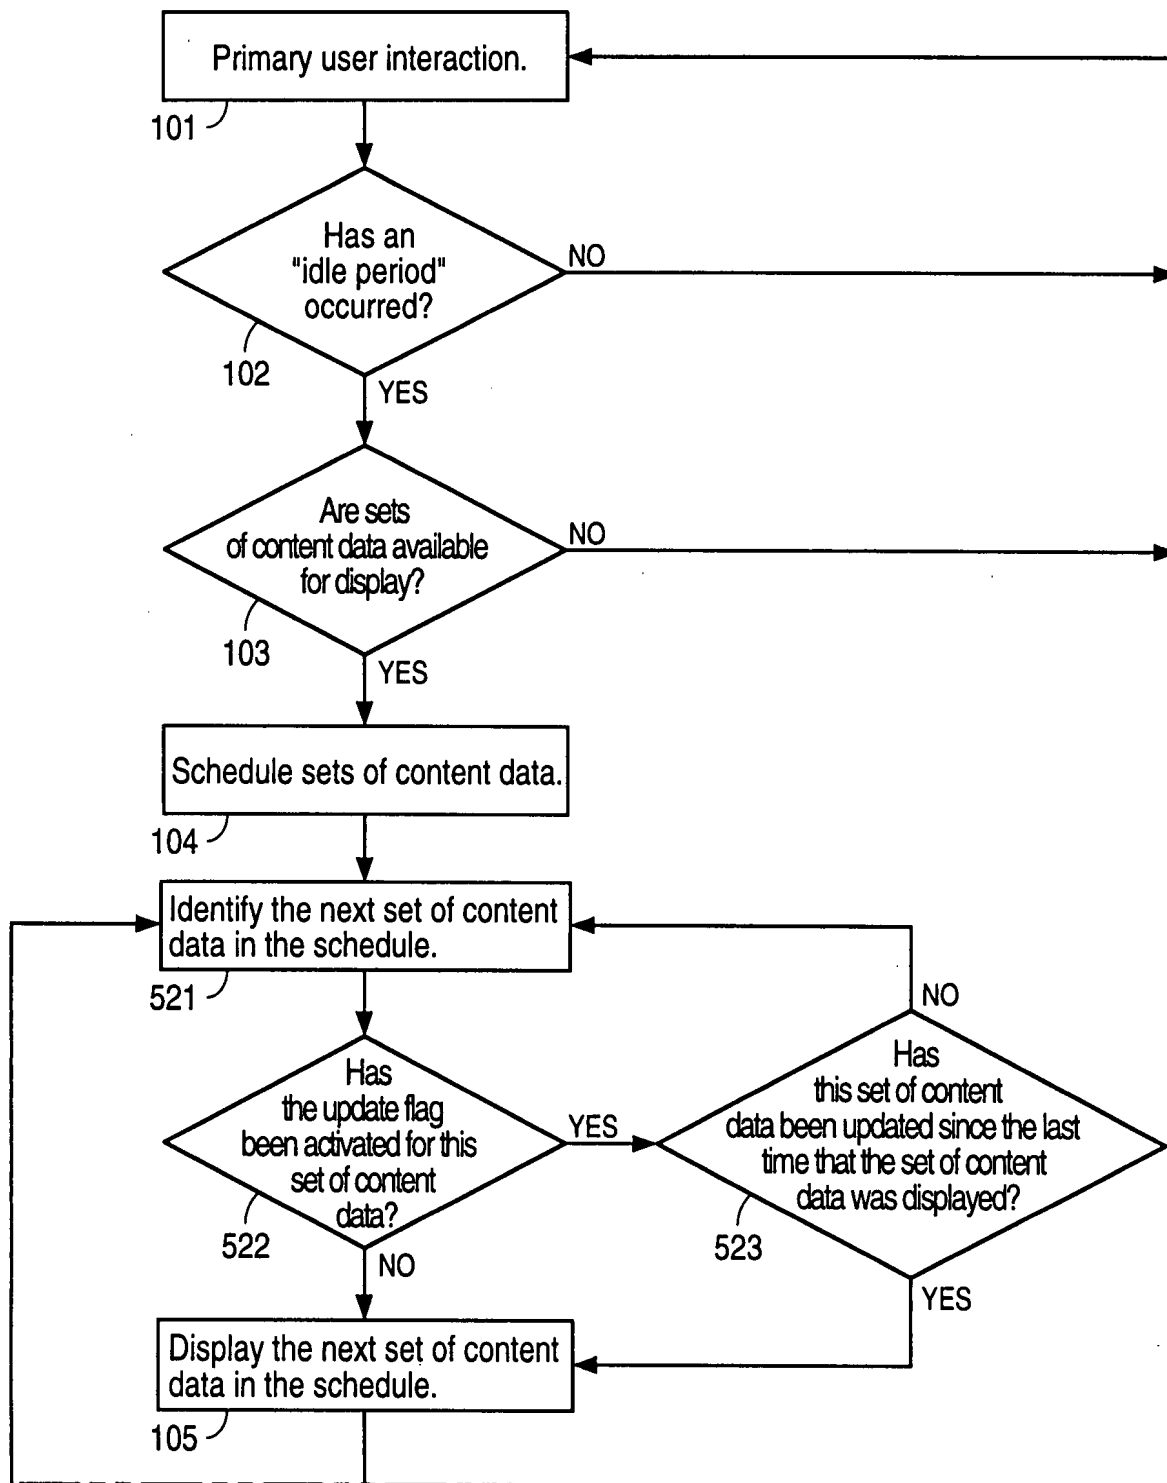 Primary user interaction.
101
Has an
"idle period"
occurred?
NO
102
YES
Are sets
of content data available
for display?
NO
103
YES
Schedule sets of content data.
104
Identify the next set of content
data in the schedule.
521
NO
Has
the update flag
been activated for this
set of content
data?
YES
522
NO
Has
this set of content
data been updated since the last
time that the set of content
data was displayed?
523
YES
Display the next set of content
data in the schedule.
105